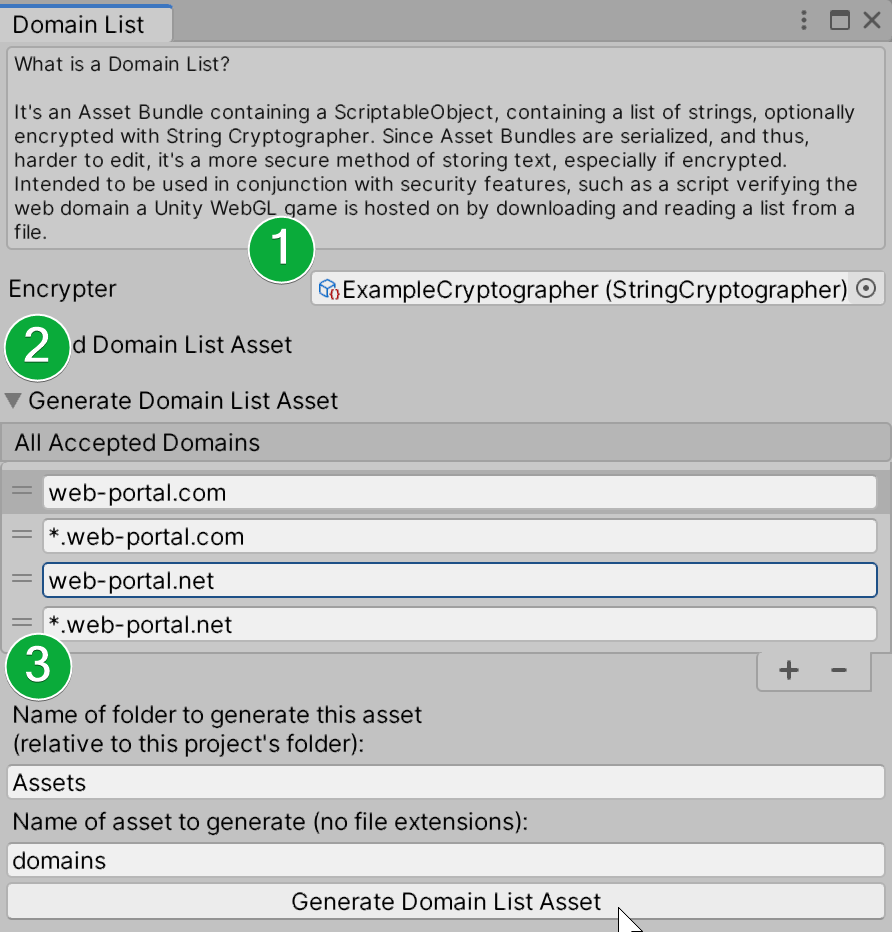 Domain List
What is a Domain List?
It's an Asset Bundle containing a ScriptableObject, containing a list of strings, optionally
encrypted with String Cryptographer. Since Asset Bundles are serialized, and thus,
harder to edit, it's a more secure method of storing text, especially if encrypted.
Intended to be used in conjunction with security features, such as a script verifying the
web domain a Unity WebGL game is hosted on by downloading and reading a list from a
file.
1
Encrypter ExampleCryptographer (StringCryptographer)
2 d Domain List Asset
Generate Domain List Asset
All Accepted Domains
web-portal.com
*.web-portal.com
web-portal.net
*.web-portal.net
3
+ −
Name of folder to generate this asset
(relative to this project's folder):
Assets
Name of asset to generate (no file extensions):
domains
Generate Domain List Asset